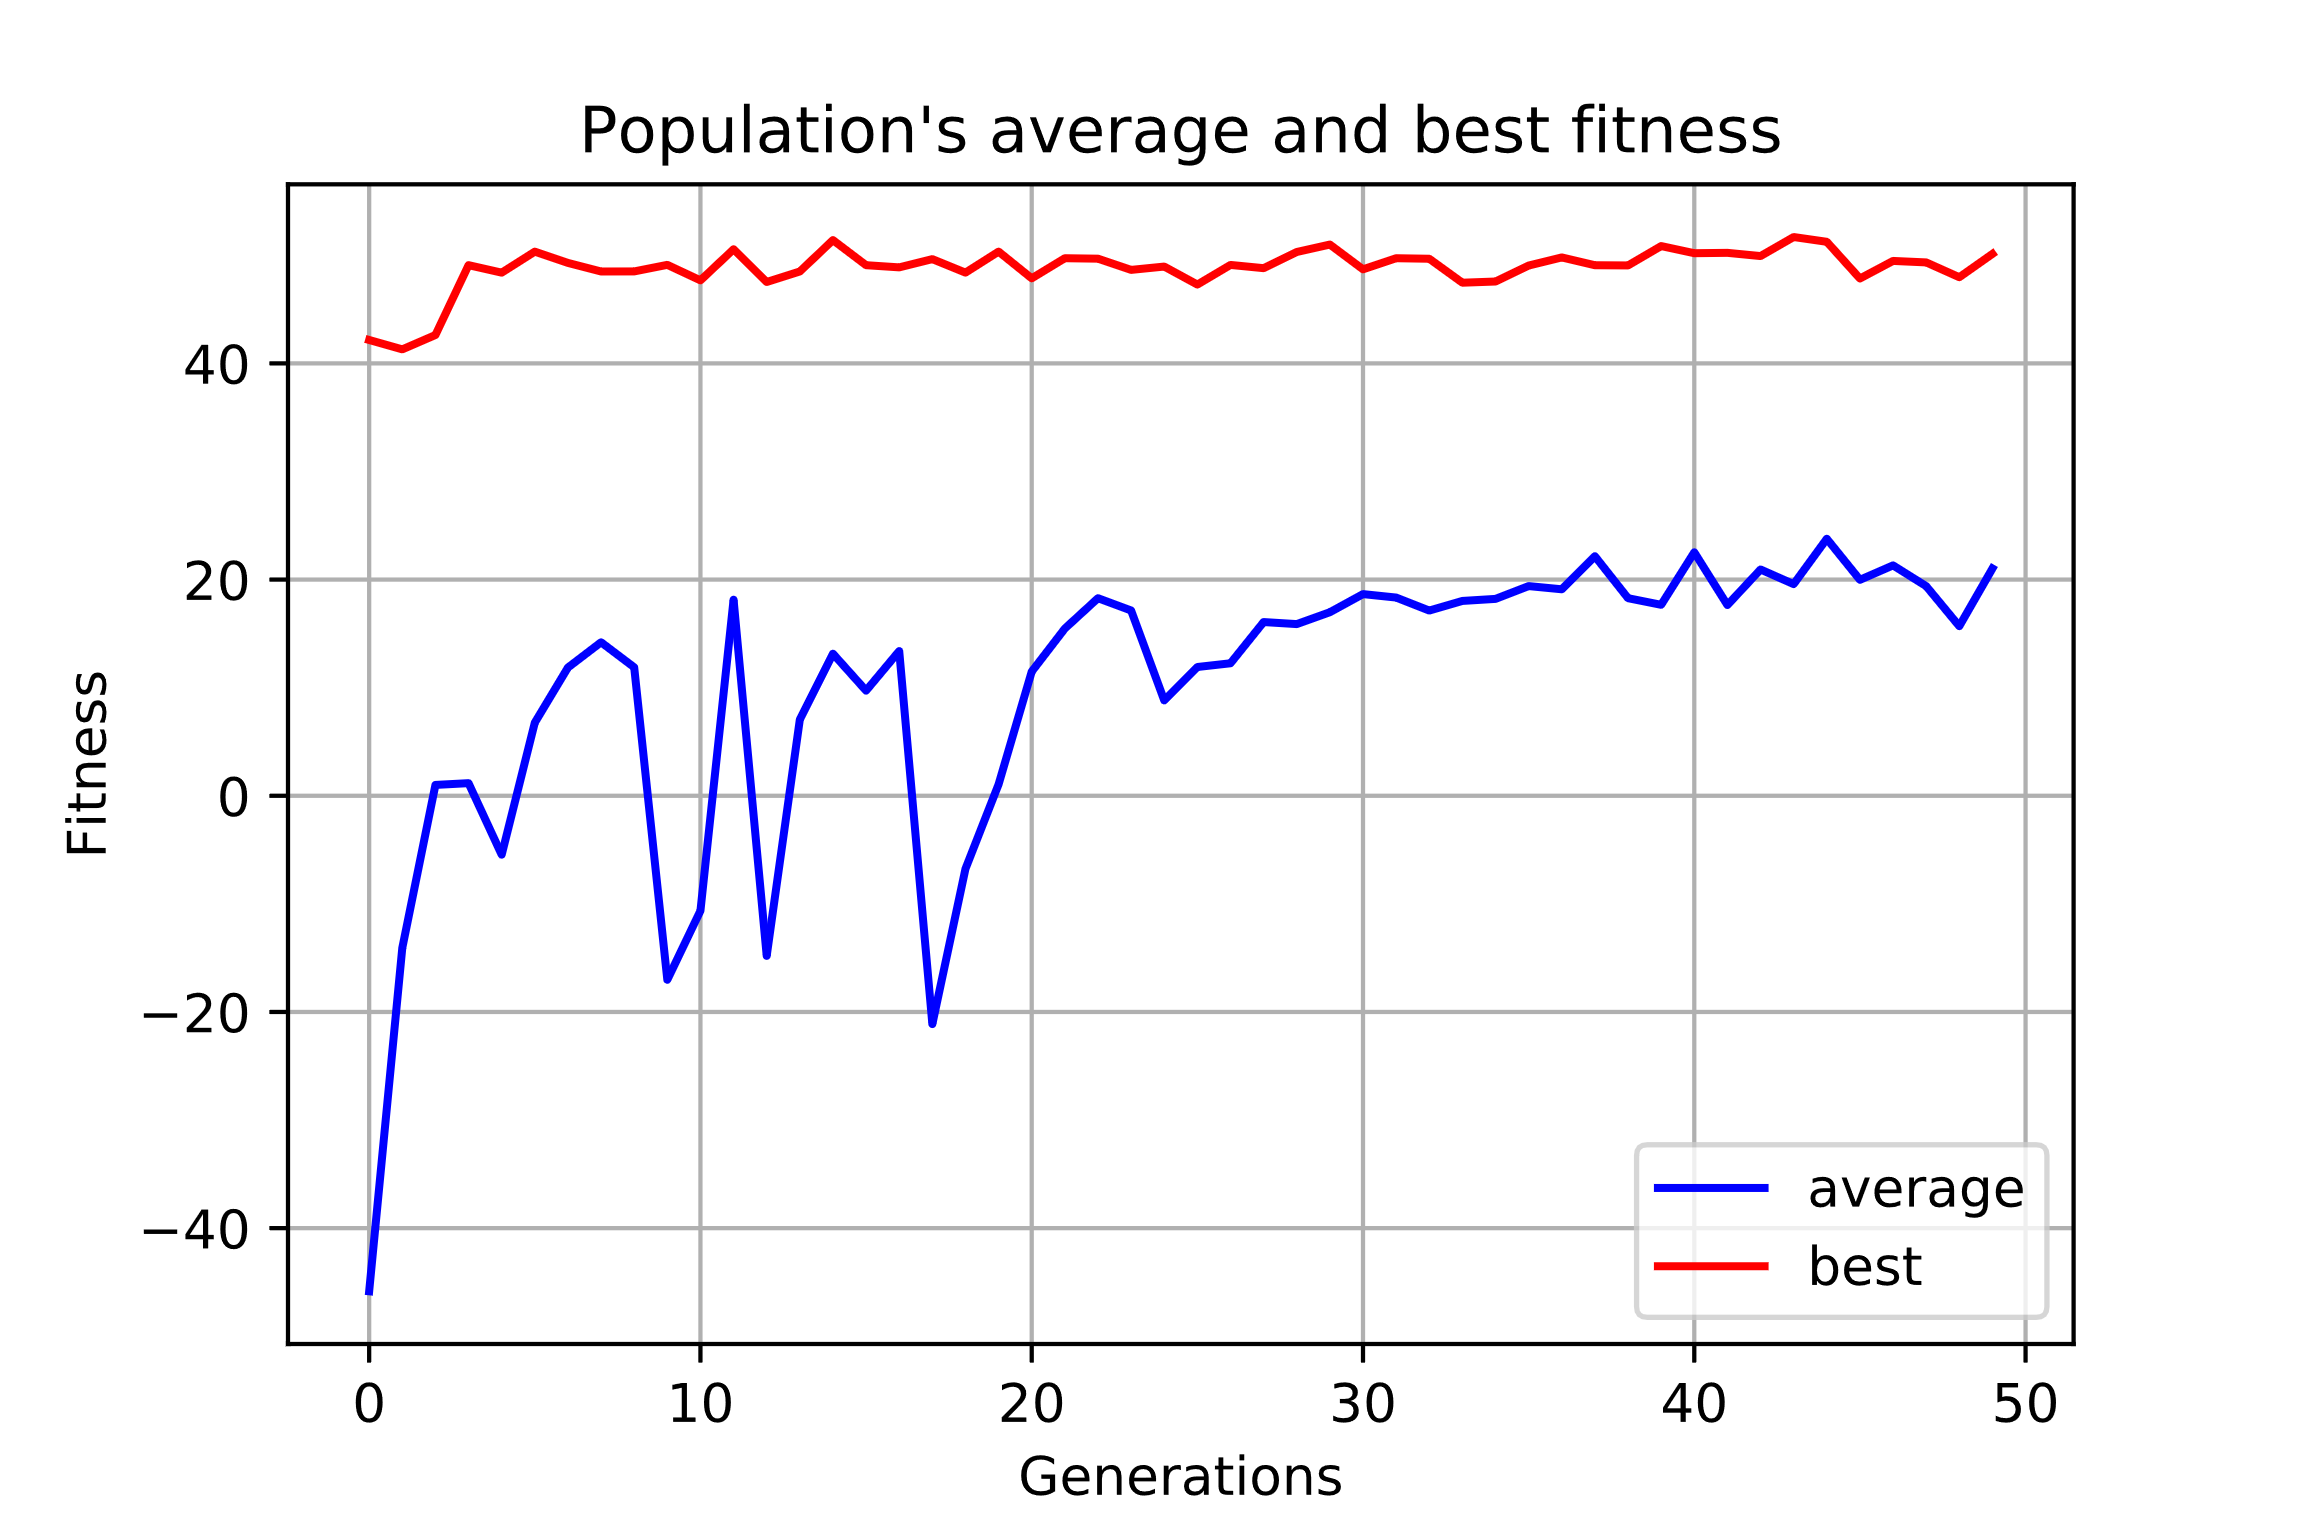 Population's average and best fitness
Fitness
40
20
0
−20
−40
average
best
0 10 20 30 40 50
Generations